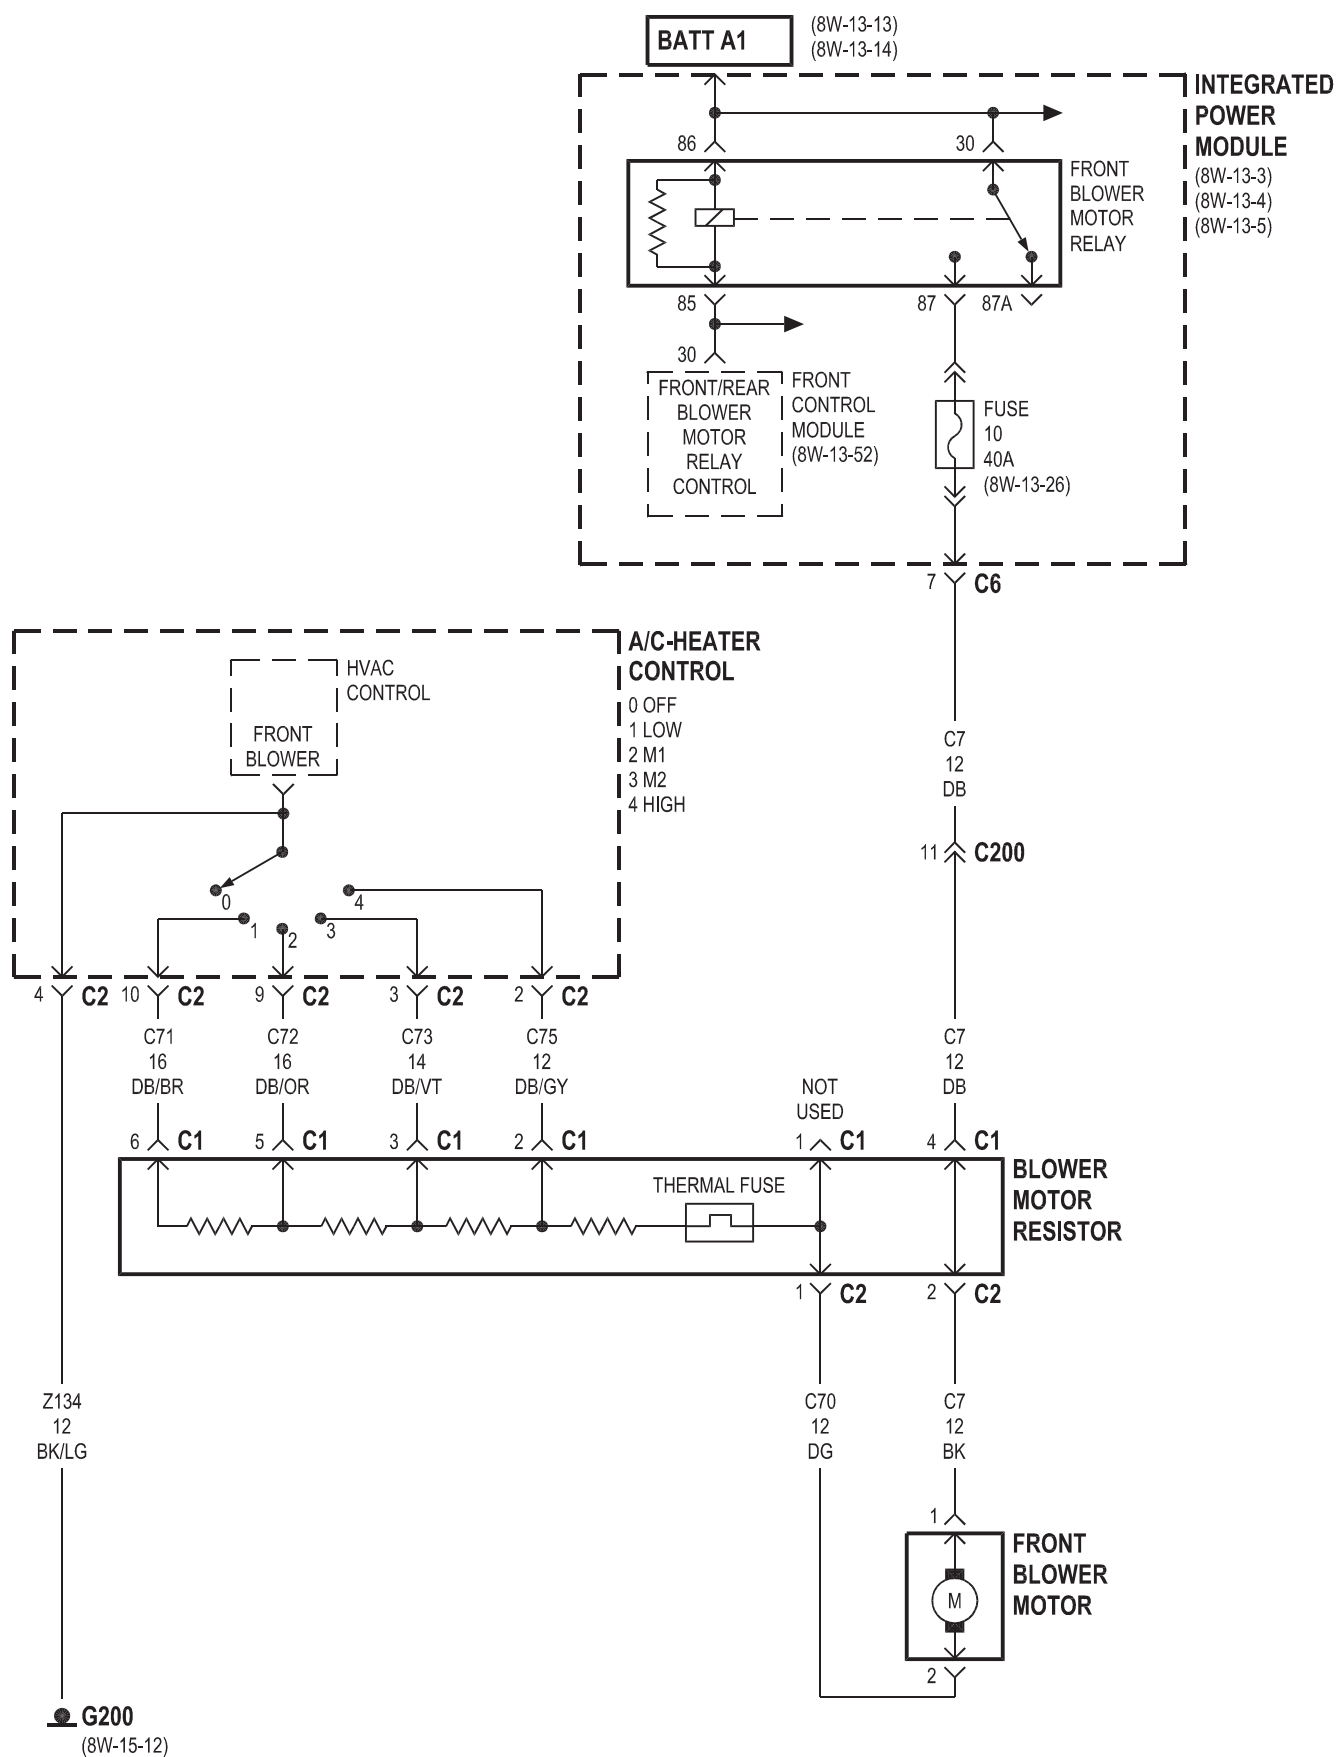 BATT A1
(8W-13-13)
(8W-13-14)
INTEGRATED
POWER
MODULE
(8W-13-3)
(8W-13-4)
(8W-13-5)
86
30
FRONT
BLOWER
MOTOR
RELAY
85
87
87A
30
FRONT/REAR
BLOWER
MOTOR
RELAY
CONTROL
FRONT
CONTROL
MODULE
(8W-13-52)
FUSE
10
40A
(8W-13-26)
7
C6
A/C-HEATER
CONTROL
0 OFF
1 LOW
2 M1
3 M2
4 HIGH
HVAC
CONTROL
FRONT
BLOWER
C7
12
DB
11
C200
0
1
2
3
4
4
C2
10
C2
9
C2
3
C2
2
C2
C71
16
DB/BR
C72
16
DB/OR
C73
14
DB/VT
C75
12
DB/GY
NOT
USED
C7
12
DB
6
C1
5
C1
3
C1
2
C1
1
C1
4
C1
BLOWER
MOTOR
RESISTOR
THERMAL FUSE
1
C2
2
C2
Z134
12
BK/LG
C70
12
DG
C7
12
BK
1
FRONT
BLOWER
MOTOR
M
2
G200
(8W-15-12)